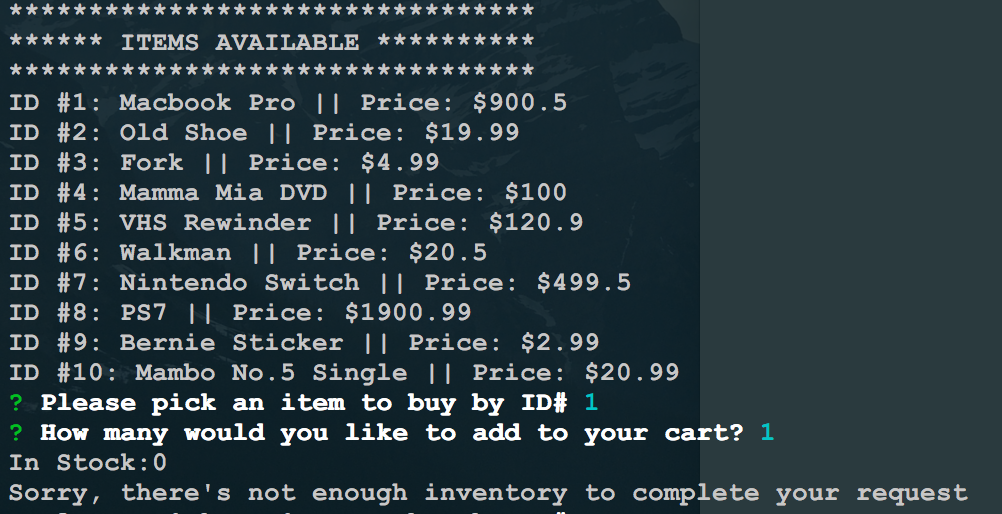 *********************************
****** ITEMS AVAILABLE **********
*********************************
ID #1: Macbook Pro || Price: $900.5
ID #2: Old Shoe || Price: $19.99
ID #3: Fork || Price: $4.99
ID #4: Mamma Mia DVD || Price: $100
ID #5: VHS Rewinder || Price: $120.9
ID #6: Walkman || Price: $20.5
ID #7: Nintendo Switch || Price: $499.5
ID #8: PS7 || Price: $1900.99
ID #9: Bernie Sticker || Price: $2.99
ID #10: Mambo No.5 Single || Price: $20.99
? Please pick an item to buy by ID# 1
? How many would you like to add to your cart? 1
In Stock:0
Sorry, there's not enough inventory to complete your request